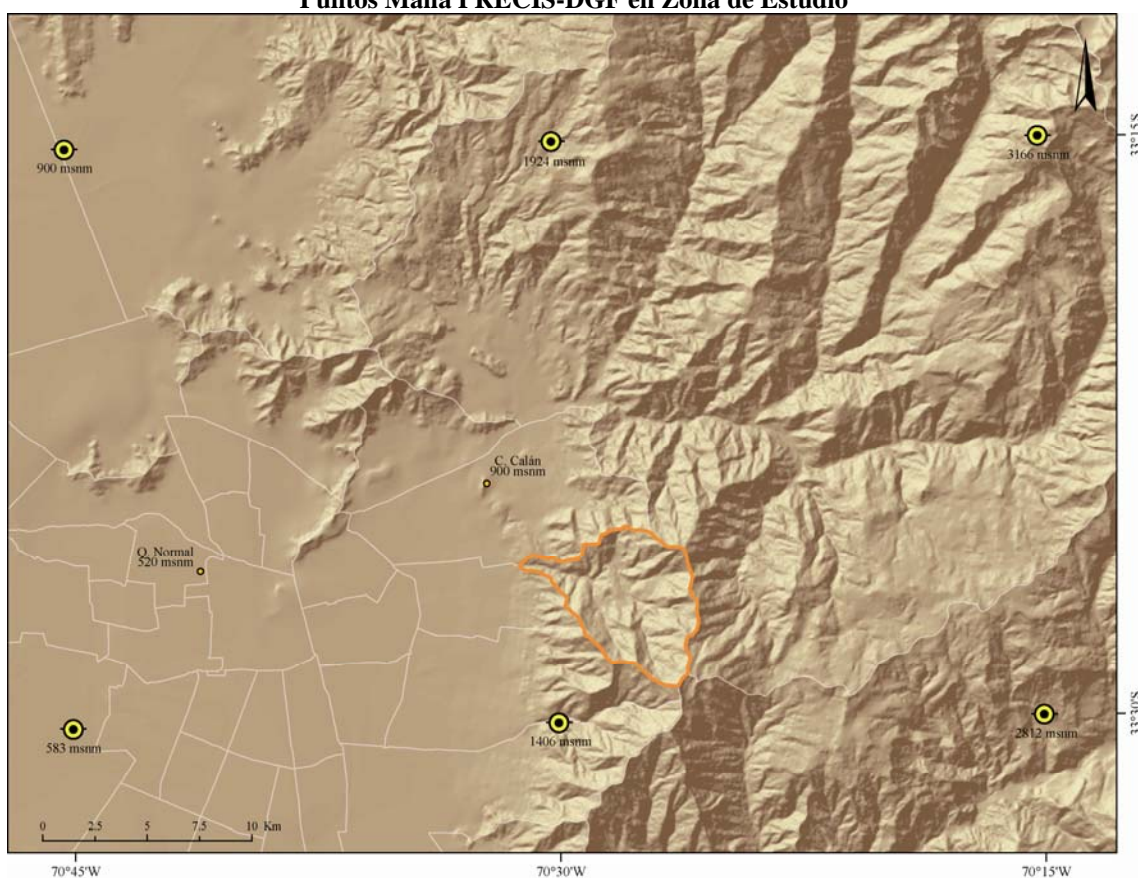 Puntos Malla PRECIS-DGF en Zona de Estudio
900 msnm
1924 msnm
3166 msnm
33°15'S
C. Calán
900 msnm
Q. Normal
520 msnm
583 msnm
1406 msnm
2812 msnm
33°30'S
0 2.5 5 7.5 10 Km
70°45'W 70°30'W 70°15'W